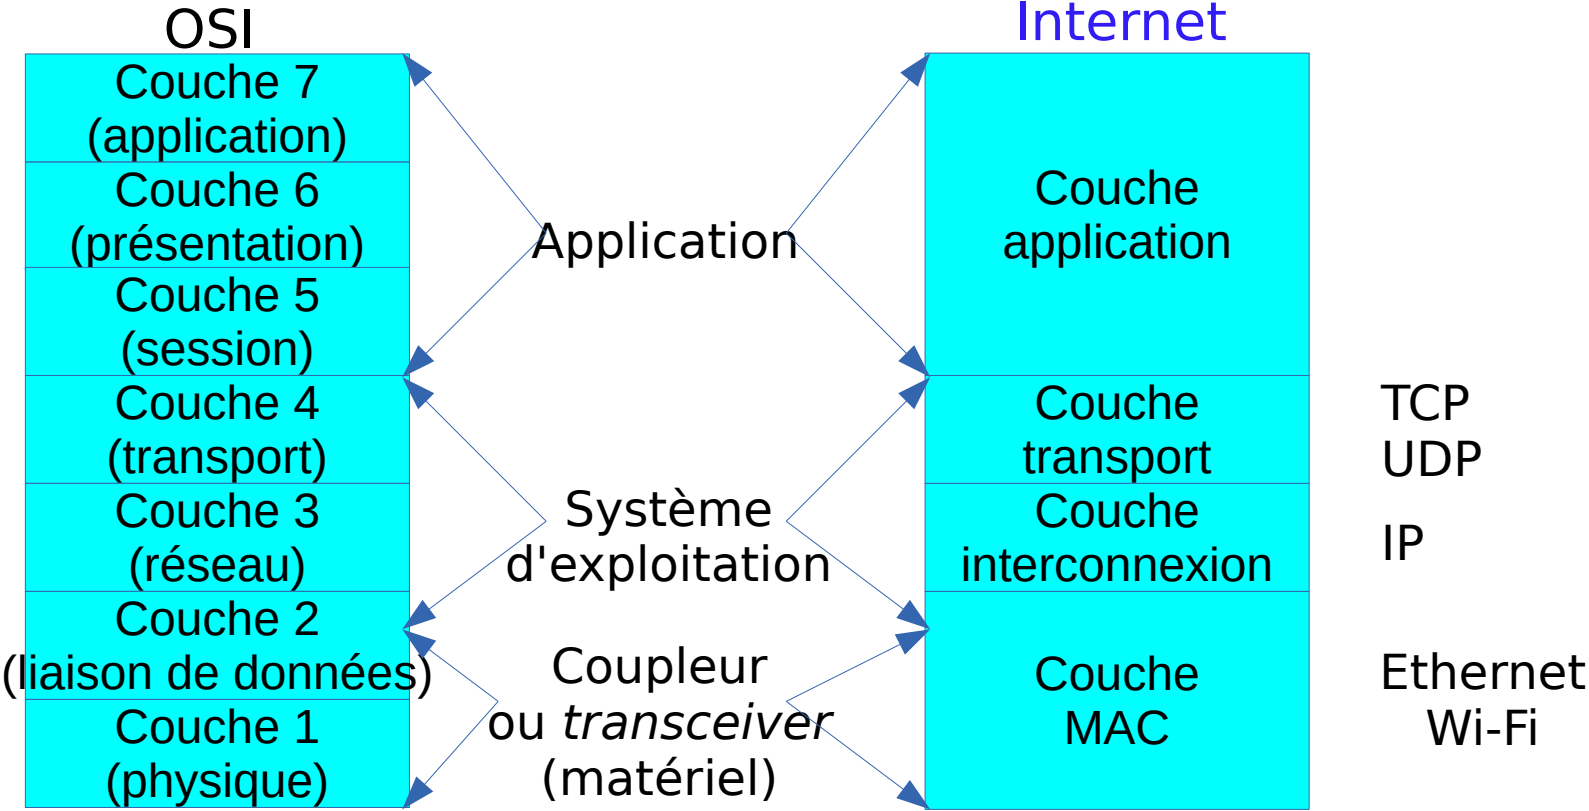 OSI
Couche 7
(application)
Couche 6
(présentation)
Couche 5
(session)
Couche 4
(transport)
Couche 3
(réseau)
Couche 2
(liaison de données)
Couche 1
(physique)
Application
Système
d'exploitation
Coupleur
ou transceiver
(matériel)
Internet
Couche
application
Couche
transport
Couche
interconnexion
Couche
MAC
TCP
UDP
IP
Ethernet
Wi-Fi